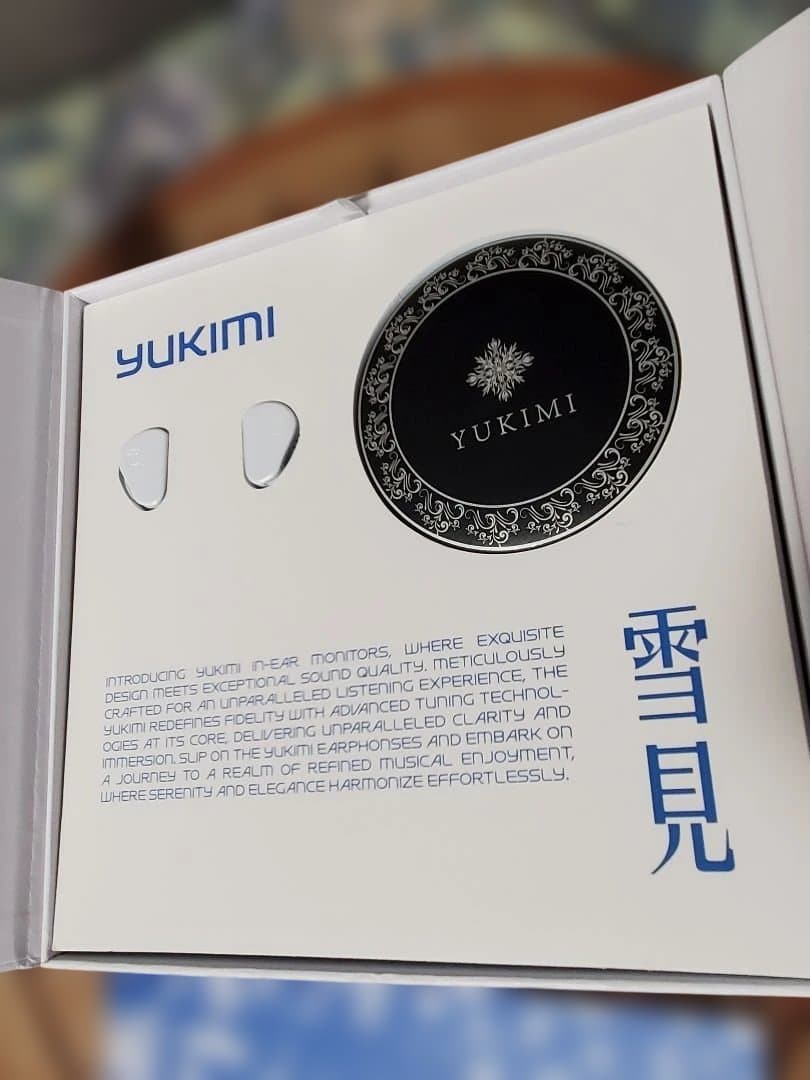 YUKIMI
YUKIMI
INTRODUCING YUKIMI IN-EAR MONITORS, WHERE EXQUISITE
DESIGN MEETS EXCEPTIONAL SOUND QUALITY. METICULOUSLY
CRAFTED FOR AN UNPARALLELED LISTENING EXPERIENCE, THE
YUKIMI REDEFINES FIDELITY WITH ADVANCED TUNING TECHNOL-
OGIES AT ITS CORE, DELIVERING UNPARALLELED CLARITY AND
IMMERSION. SLIP ON THE YUKIMI EARPHONSES AND EMBARK ON
A JOURNEY TO A REALM OF REFINED MUSICAL ENJOYMENT,
WHERE SERENITY AND ELEGANCE HARMONIZE EFFORTLESSLY.
雪見